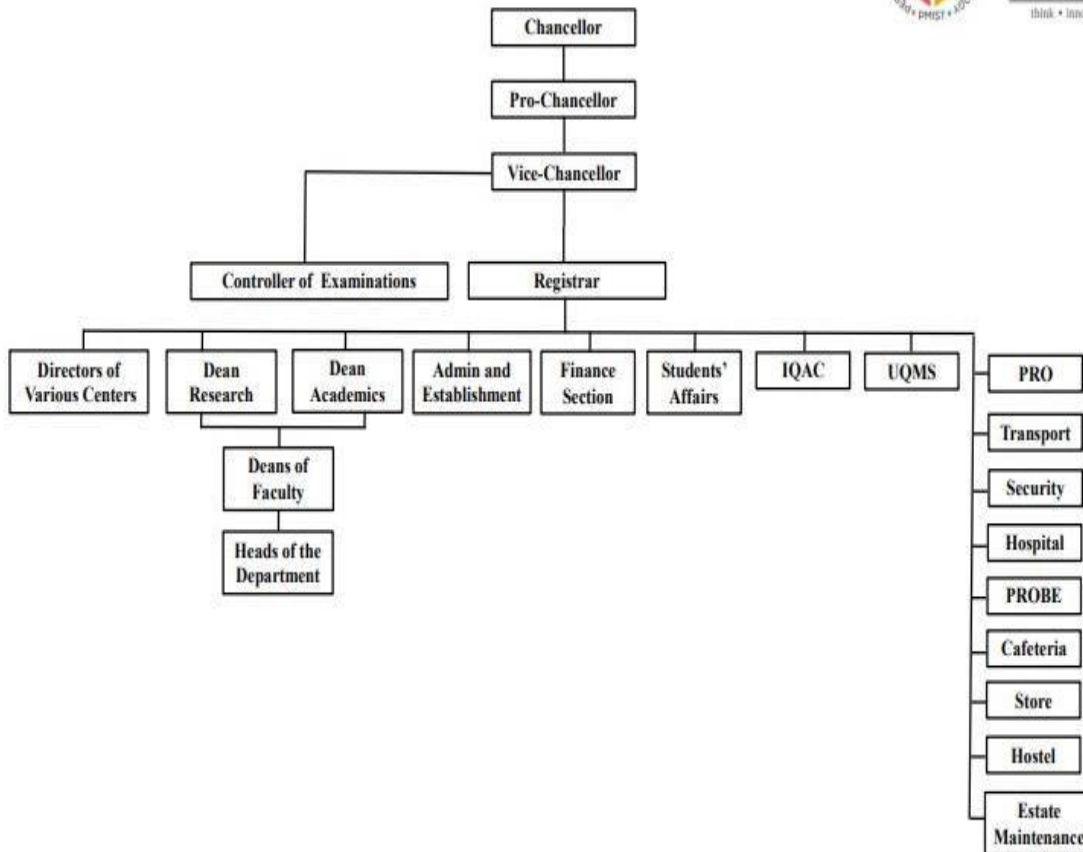 PMIST
think • inno
Chancellor
Pro-Chancellor
Vice-Chancellor
Controller of Examinations
Registrar
Directors of
Various Centers
Dean
Research
Dean
Academics
Admin and
Establishment
Finance
Section
Students'
Affairs
IQAC
UQMS
PRO
Deans of
Faculty
Heads of the
Department
Transport
Security
Hospital
PROBE
Cafeteria
Store
Hostel
Estate
Maintenance